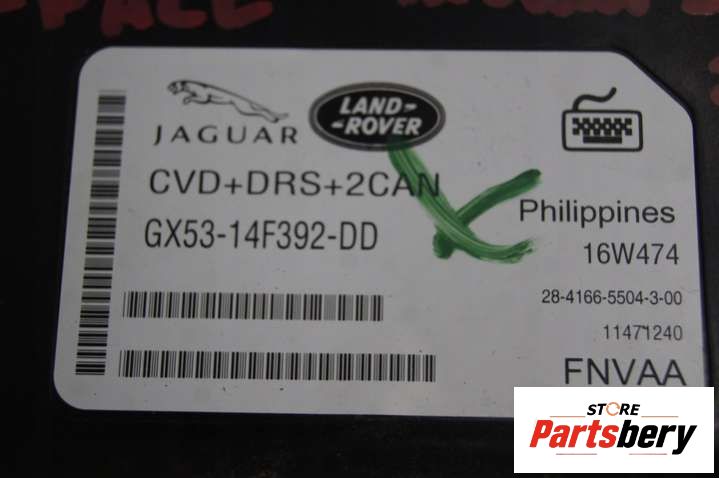 JAGUAR
LAND-
-ROVER
CVD+DRS+2CAN
GX53-14F392-DD
Philippines
16W474
28-4166-5504-3-00
11471240
FNVAA
STORE
Partsbery